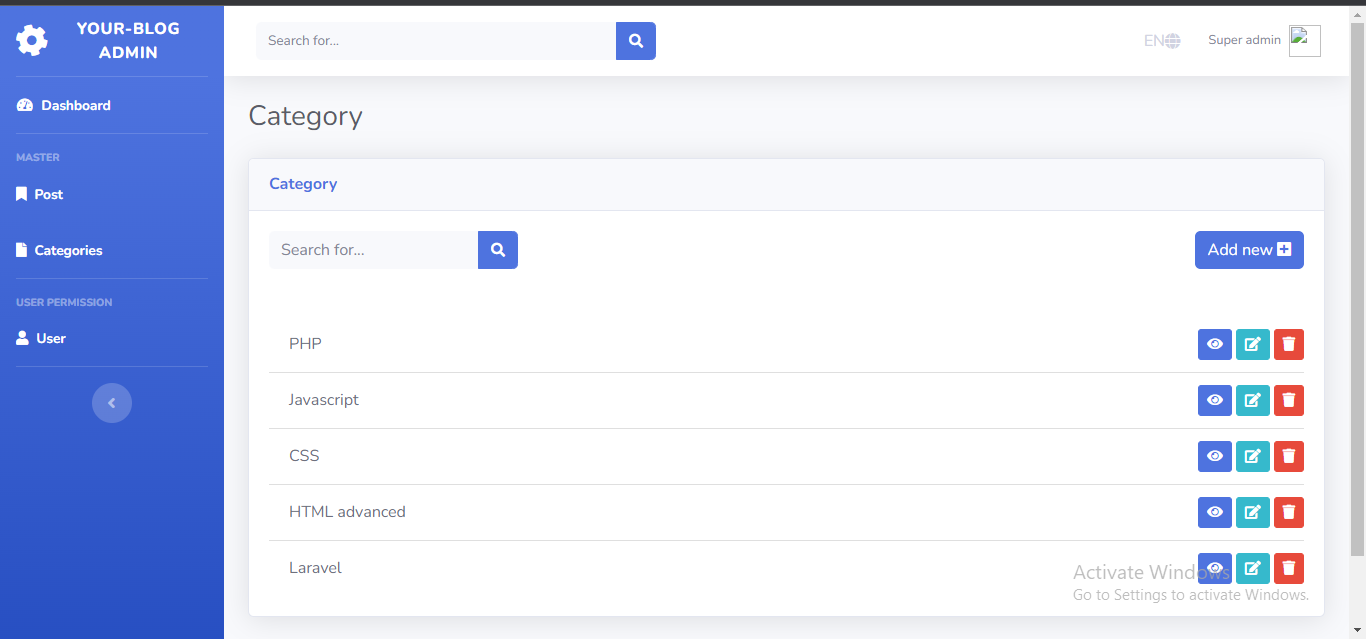 YOUR-BLOG
ADMIN
Search for...
EN
Super admin
Dashboard
MASTER
Post
Categories
USER PERMISSION
User
Category
Category
Search for...
Add new
PHP
Javascript
CSS
HTML advanced
Laravel
Activate Windows
Go to Settings to activate Windows.